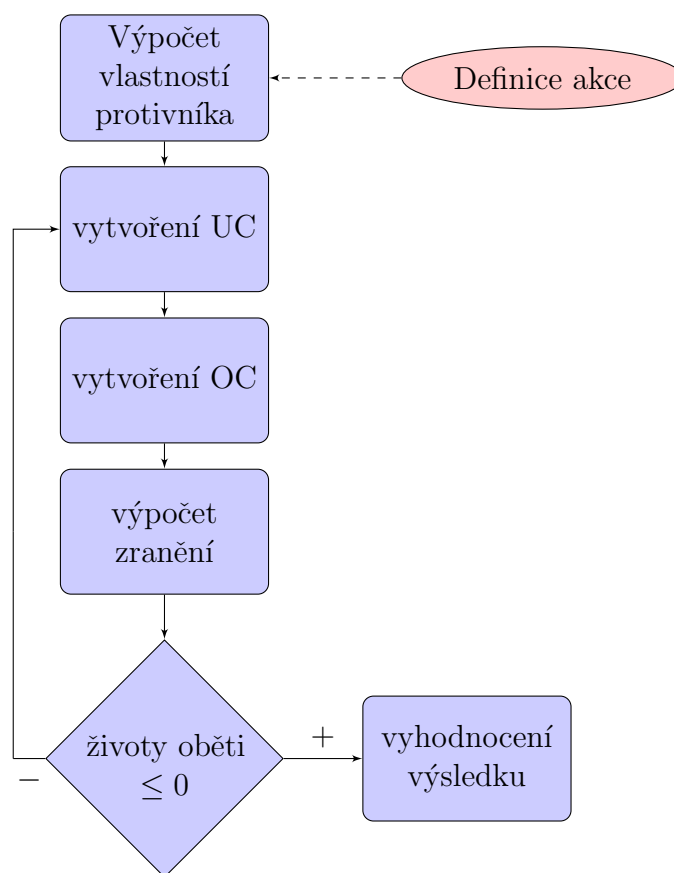 Výpočet
vlastností
protivníka
Definice akce
vytvoření UC
vytvoření OC
výpočet
zranění
životy oběti
≤ 0
+
−
vyhodnocení
výsledku